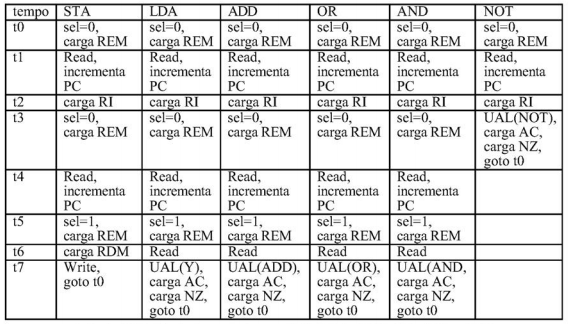 tempo STA LDA ADD OR AND NOT
t0 sel=0, sel=0, sel=0, sel=0, sel=0, sel=0,
carga REM carga REM carga REM carga REM carga REM carga REM
t1 Read, Read, Read, Read, Read, Read,
incrementa incrementa incrementa incrementa incrementa incrementa
PC PC PC PC PC PC
t2 carga RI carga RI carga RI carga RI carga RI carga RI
t3 sel=0, sel=0, sel=0, sel=0, sel=0, UAL(NOT),
carga REM carga REM carga REM carga REM carga REM carga AC,
carga NZ,
goto t0
t4 Read, Read, Read, Read, Read,
incrementa incrementa incrementa incrementa incrementa
PC PC PC PC PC
t5 sel=1, sel=1, sel=1, sel=1, sel=1,
carga REM carga REM carga REM carga REM carga REM
t6 carga RDM Read Read Read Read
t7 Write, UAL(Y), UAL(ADD), UAL(OR), UAL(AND,
goto t0 carga AC, carga AC, carga AC, carga AC,
carga NZ, carga NZ, carga NZ, carga NZ,
goto t0 goto t0 goto t0 goto t0